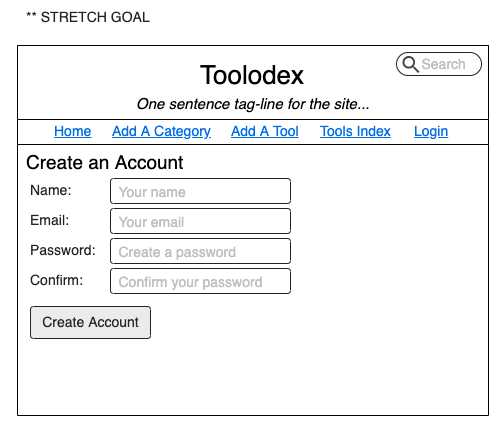 ** STRETCH GOAL
Search
Toolodex
One sentence tag-line for the site...
Home Add A Category Add A Tool Tools Index Login
Create an Account
Name: Your name
Email: Your email
Password: Create a password
Confirm: Confirm your password
Create Account